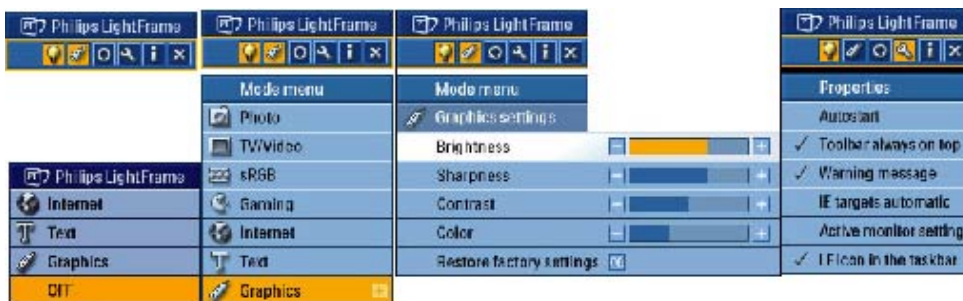 Philips LightFrame
Internet
Text
Graphics
OFF
Philips LightFrame
Mode menu
Photo
TV/Video
sRGB
Gaming
Internet
Text
Graphics
Philips LightFrame
Mode menu
Graphics settings
Brightness
Sharpness
Contrast
Color
Restore factory settings
Philips LightFrame
Properties
Autostart
Toolbar always on top
Warning message
IE targets automatic
Active monitor setting
LF icon in the taskbar
Philips LightFrame